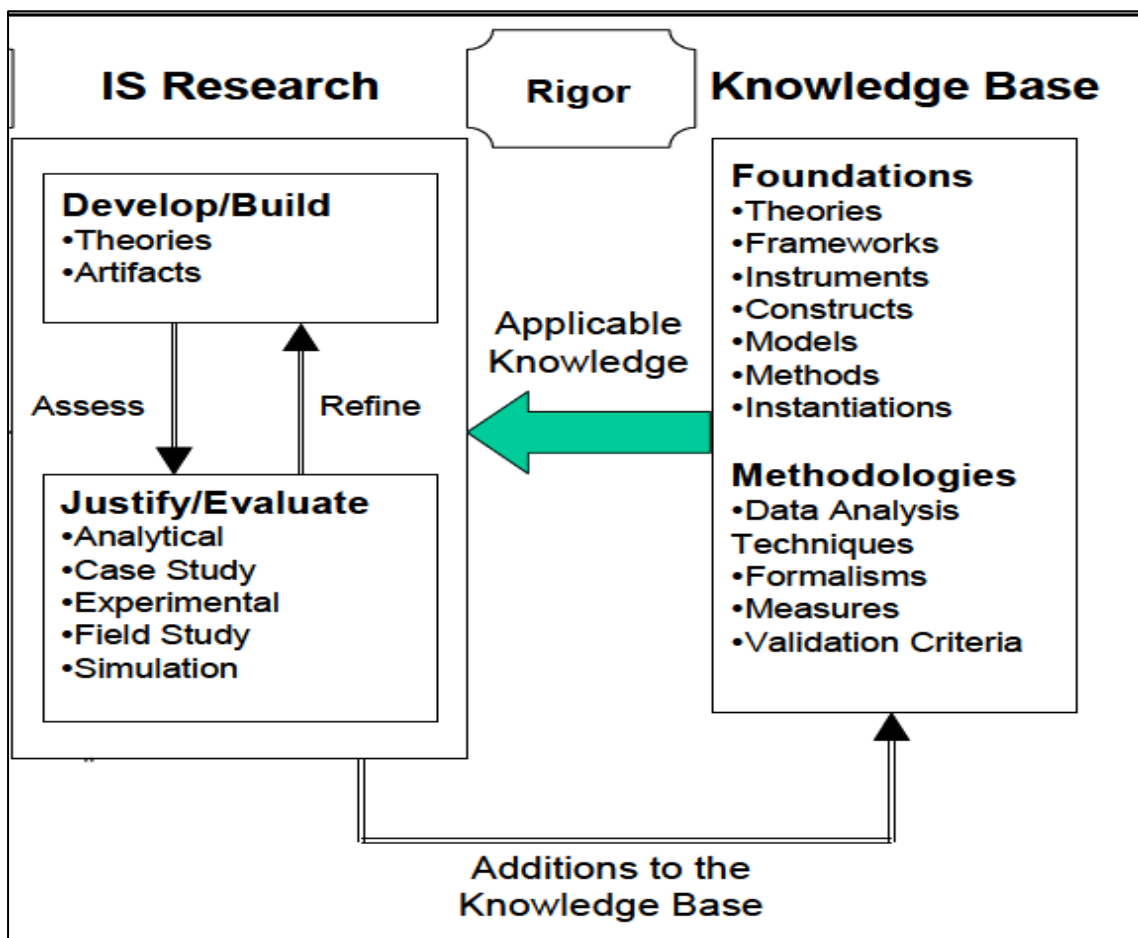 IS Research
Rigor
Knowledge Base
Develop/Build
•Theories
•Artifacts
Assess
Refine
Justify/Evaluate
•Analytical
•Case Study
•Experimental
•Field Study
•Simulation
Applicable
Knowledge
Foundations
•Theories
•Frameworks
•Instruments
•Constructs
•Models
•Methods
•Instantiations
Methodologies
•Data Analysis
Techniques
•Formalisms
•Measures
•Validation Criteria
Additions to the
Knowledge Base